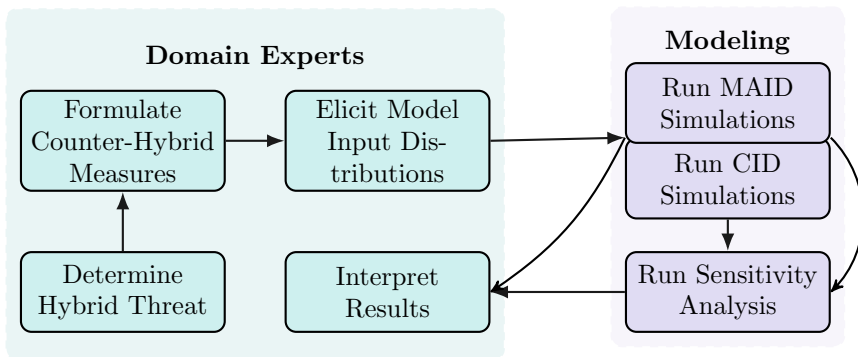 Domain Experts
Modeling
Formulate
Counter-Hybrid
Measures
Elicit Model
Input Dis-
tributions
Run MAID
Simulations
Run CID
Simulations
Determine
Hybrid Threat
Interpret
Results
Run Sensitivity
Analysis